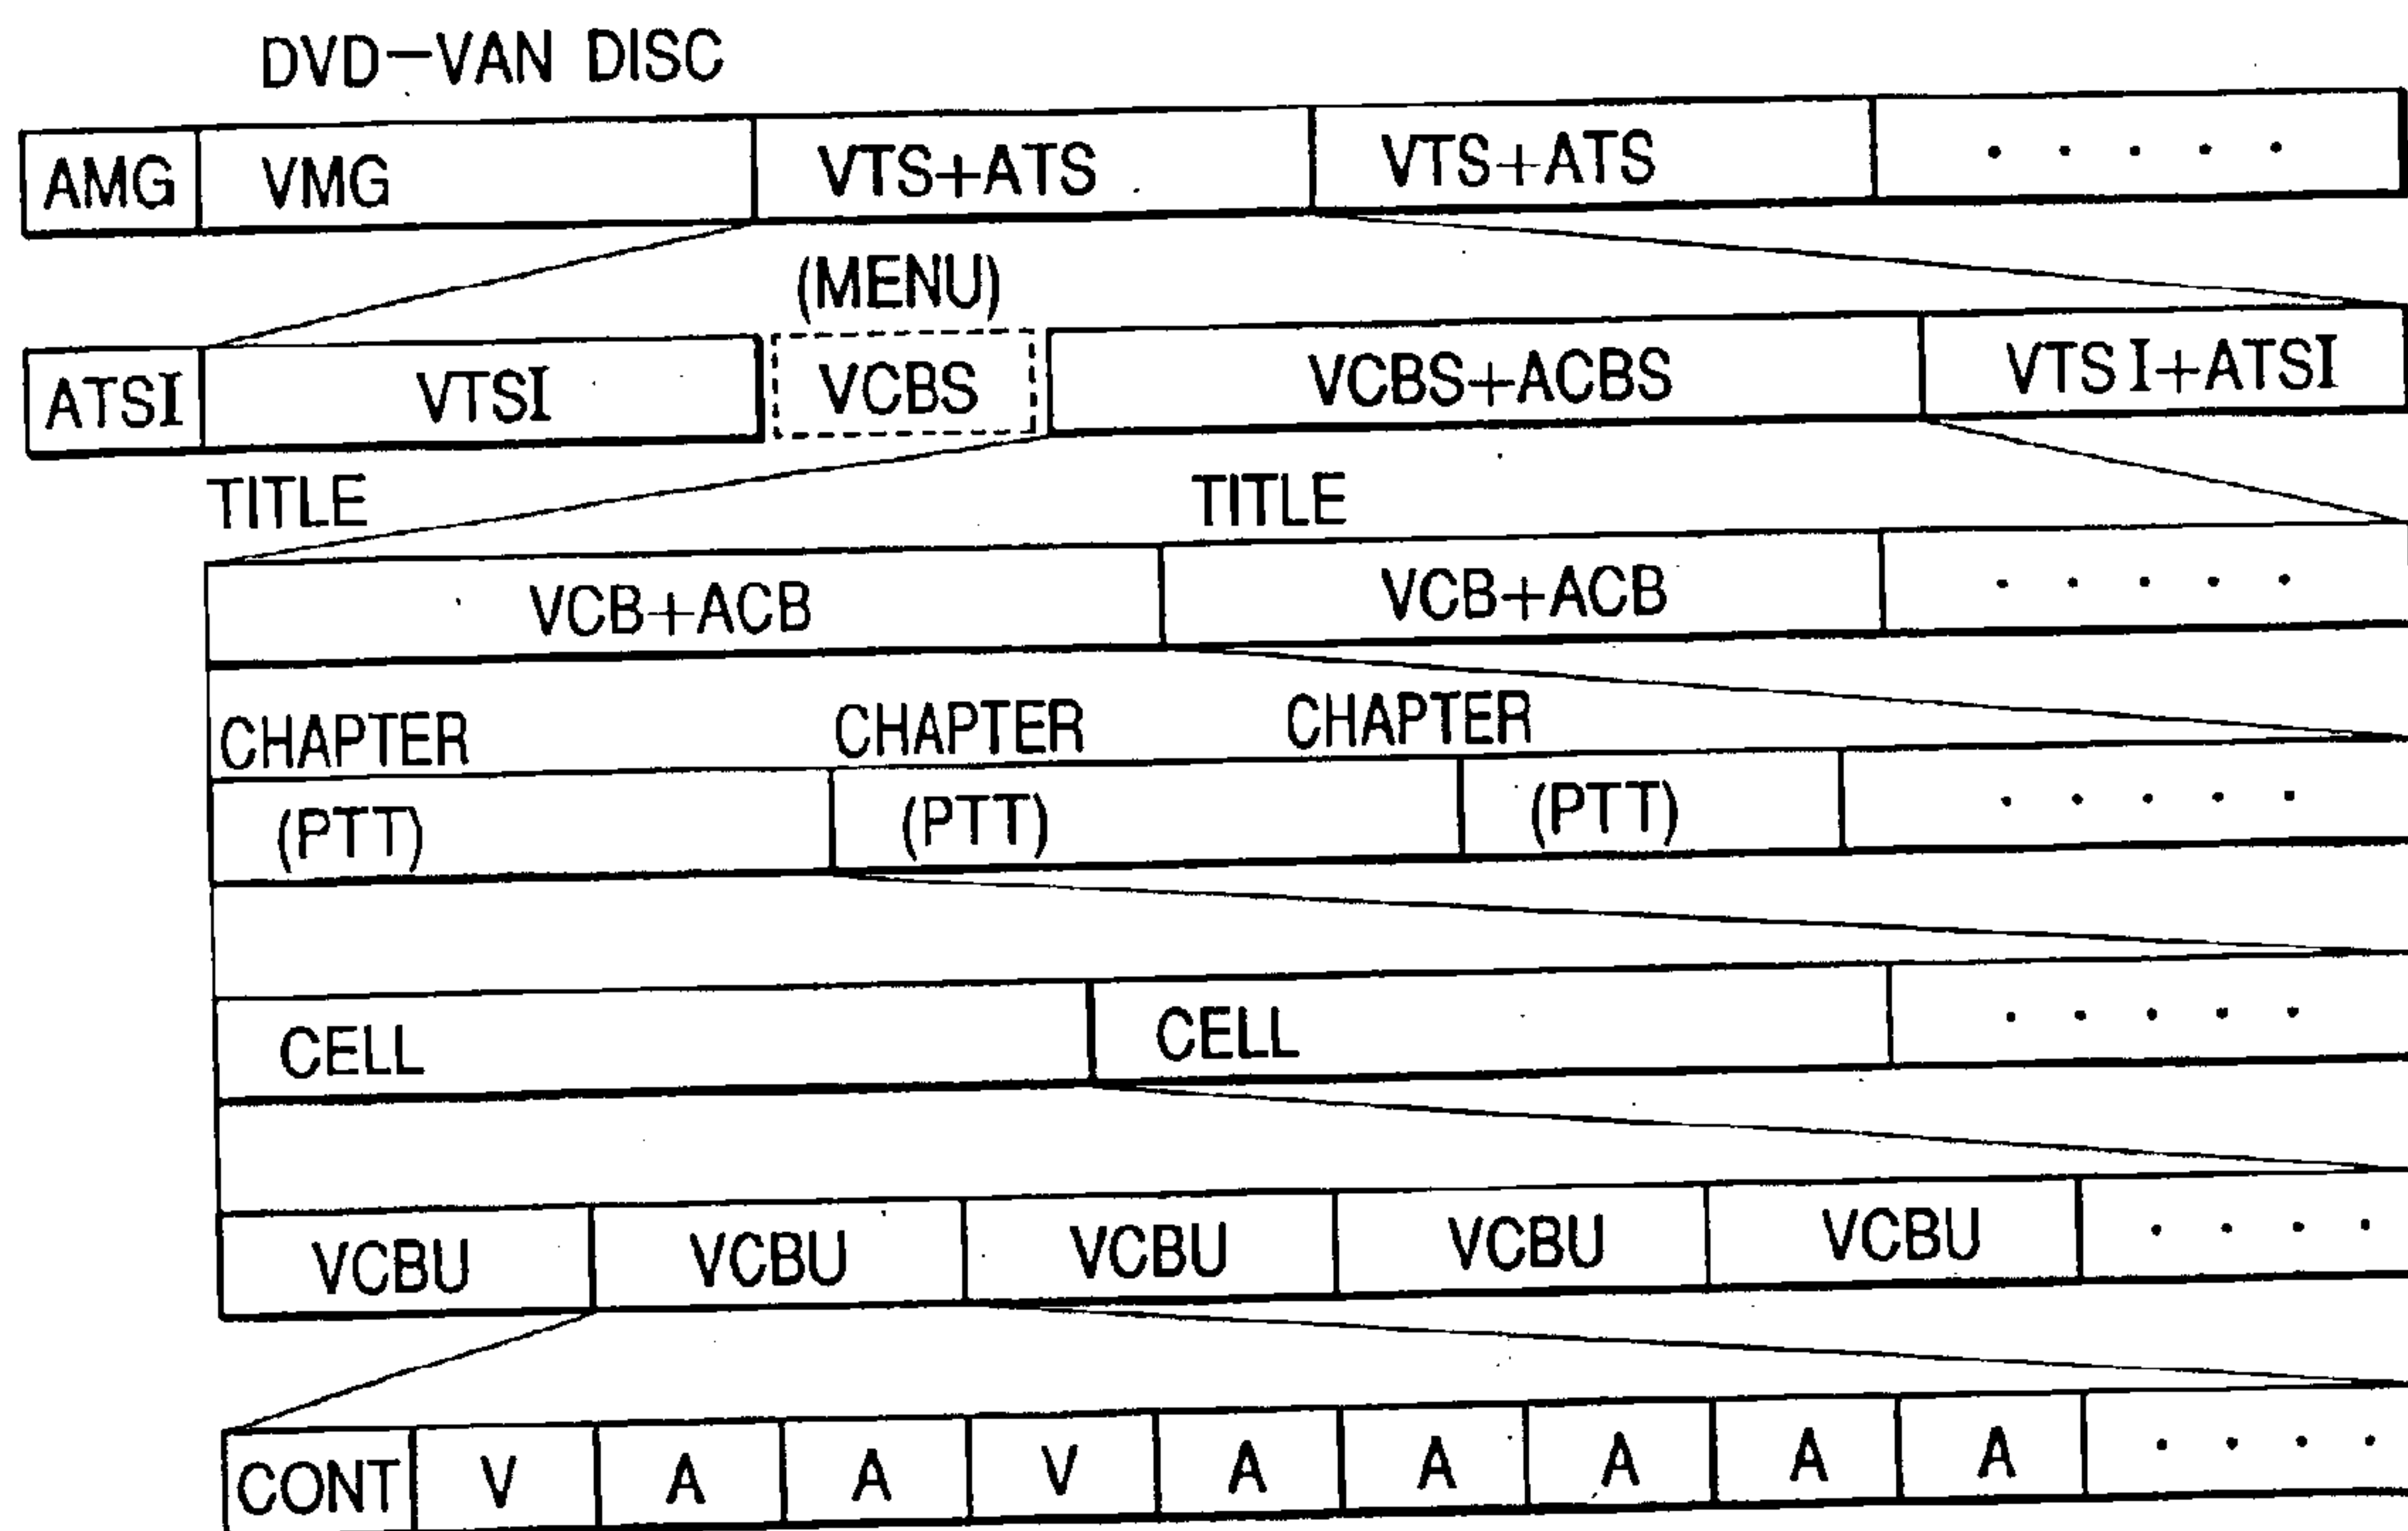 DVD-VAN DISC
AMG VMG VTS+ATS VTS+ATS · · · · ·
(MENU)
ATSI VTSI VCBS VCBS+ACBS VTSI+ATSI
TITLE TITLE
VCB+ACB VCB+ACB · · · · ·
CHAPTER CHAPTER CHAPTER
(PTT) (PTT) (PTT) · · · · ·
CELL CELL · · · · ·
VCBU VCBU VCBU VCBU VCBU · · · ·
CONT V A A V A A A A A · · · ·